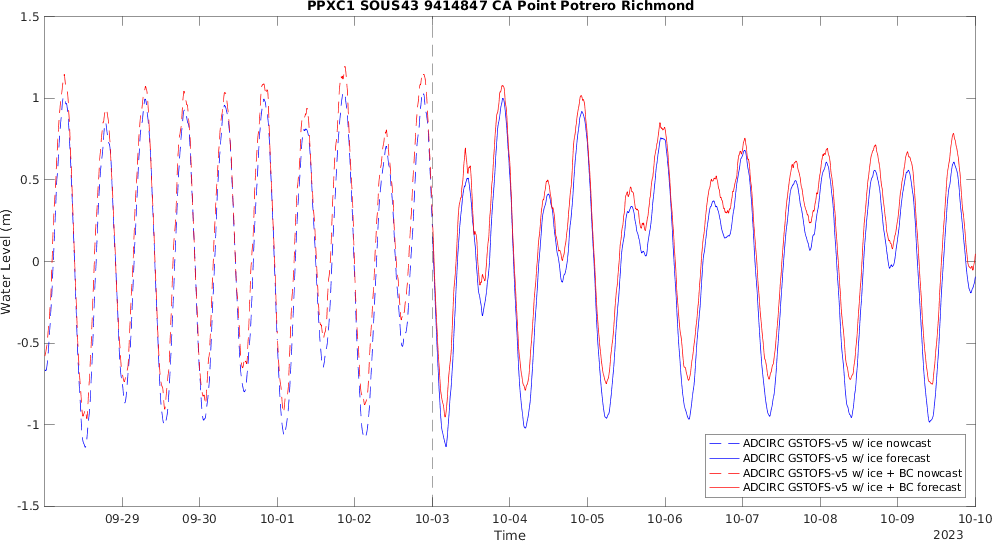 PPXC1 SOUS43 9414847 CA Point Potrero Richmond
1.5
1
0.5
0
-0.5
-1
-1.5
Water Level (m)
09-29 09-30 10-01 10-02 10-03 10-04 10-05 10-06 10-07 10-08 10-09 10-10
Time
2023
ADCIRC GSTOFS-v5 w/ ice nowcast
ADCIRC GSTOFS-v5 w/ ice forecast
ADCIRC GSTOFS-v5 w/ ice + BC nowcast
ADCIRC GSTOFS-v5 w/ ice + BC forecast